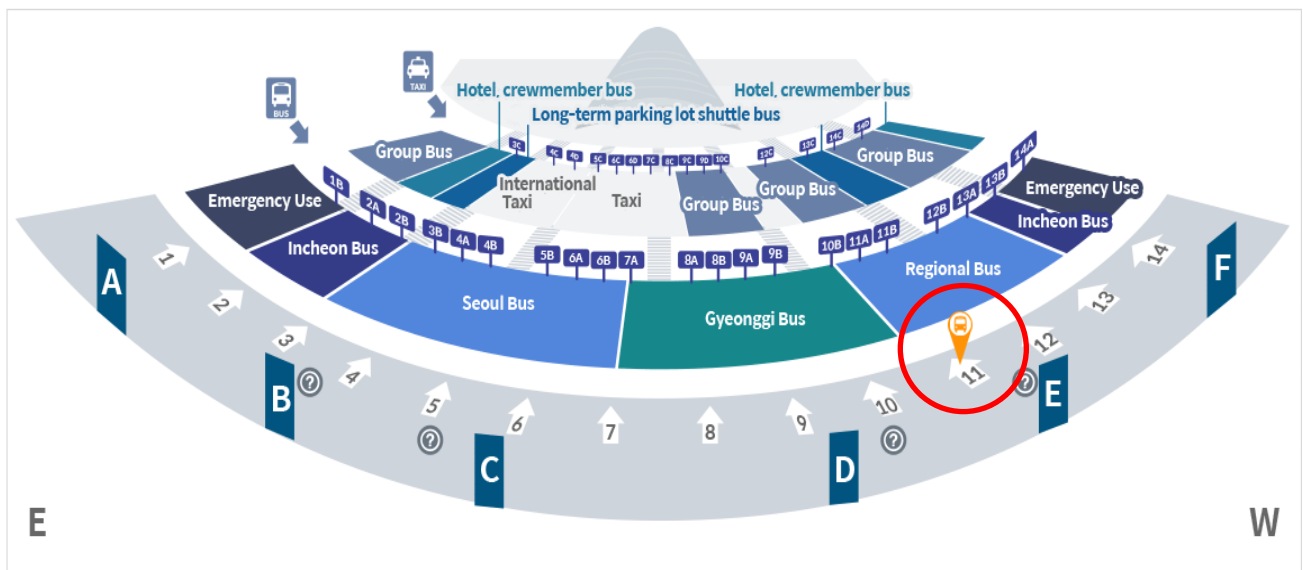 TAXI
BUS
Hotel, crewmember bus
Hotel, crewmember bus
Long-term parking lot shuttle bus
3C
4C
4D
5C
6C
6D
7C
8C
9C
9D
10C
12C
13C
14C
14D
Group Bus
International
Taxi
Taxi
Group Bus
Group Bus
Group Bus
Emergency Use
1B
2A
2B
3B
4A
4B
5B
6A
6B
7A
8A
8B
9A
9B
10B
11A
11B
12B
13A
13B
14A
Emergency Use
Incheon Bus
Seoul Bus
Gyeonggi Bus
Regional Bus
Incheon Bus
A
1
2
3
B
?
4
5
?
6
C
7
8
9
D
10
?
11
12
?
E
13
14
F
E
W